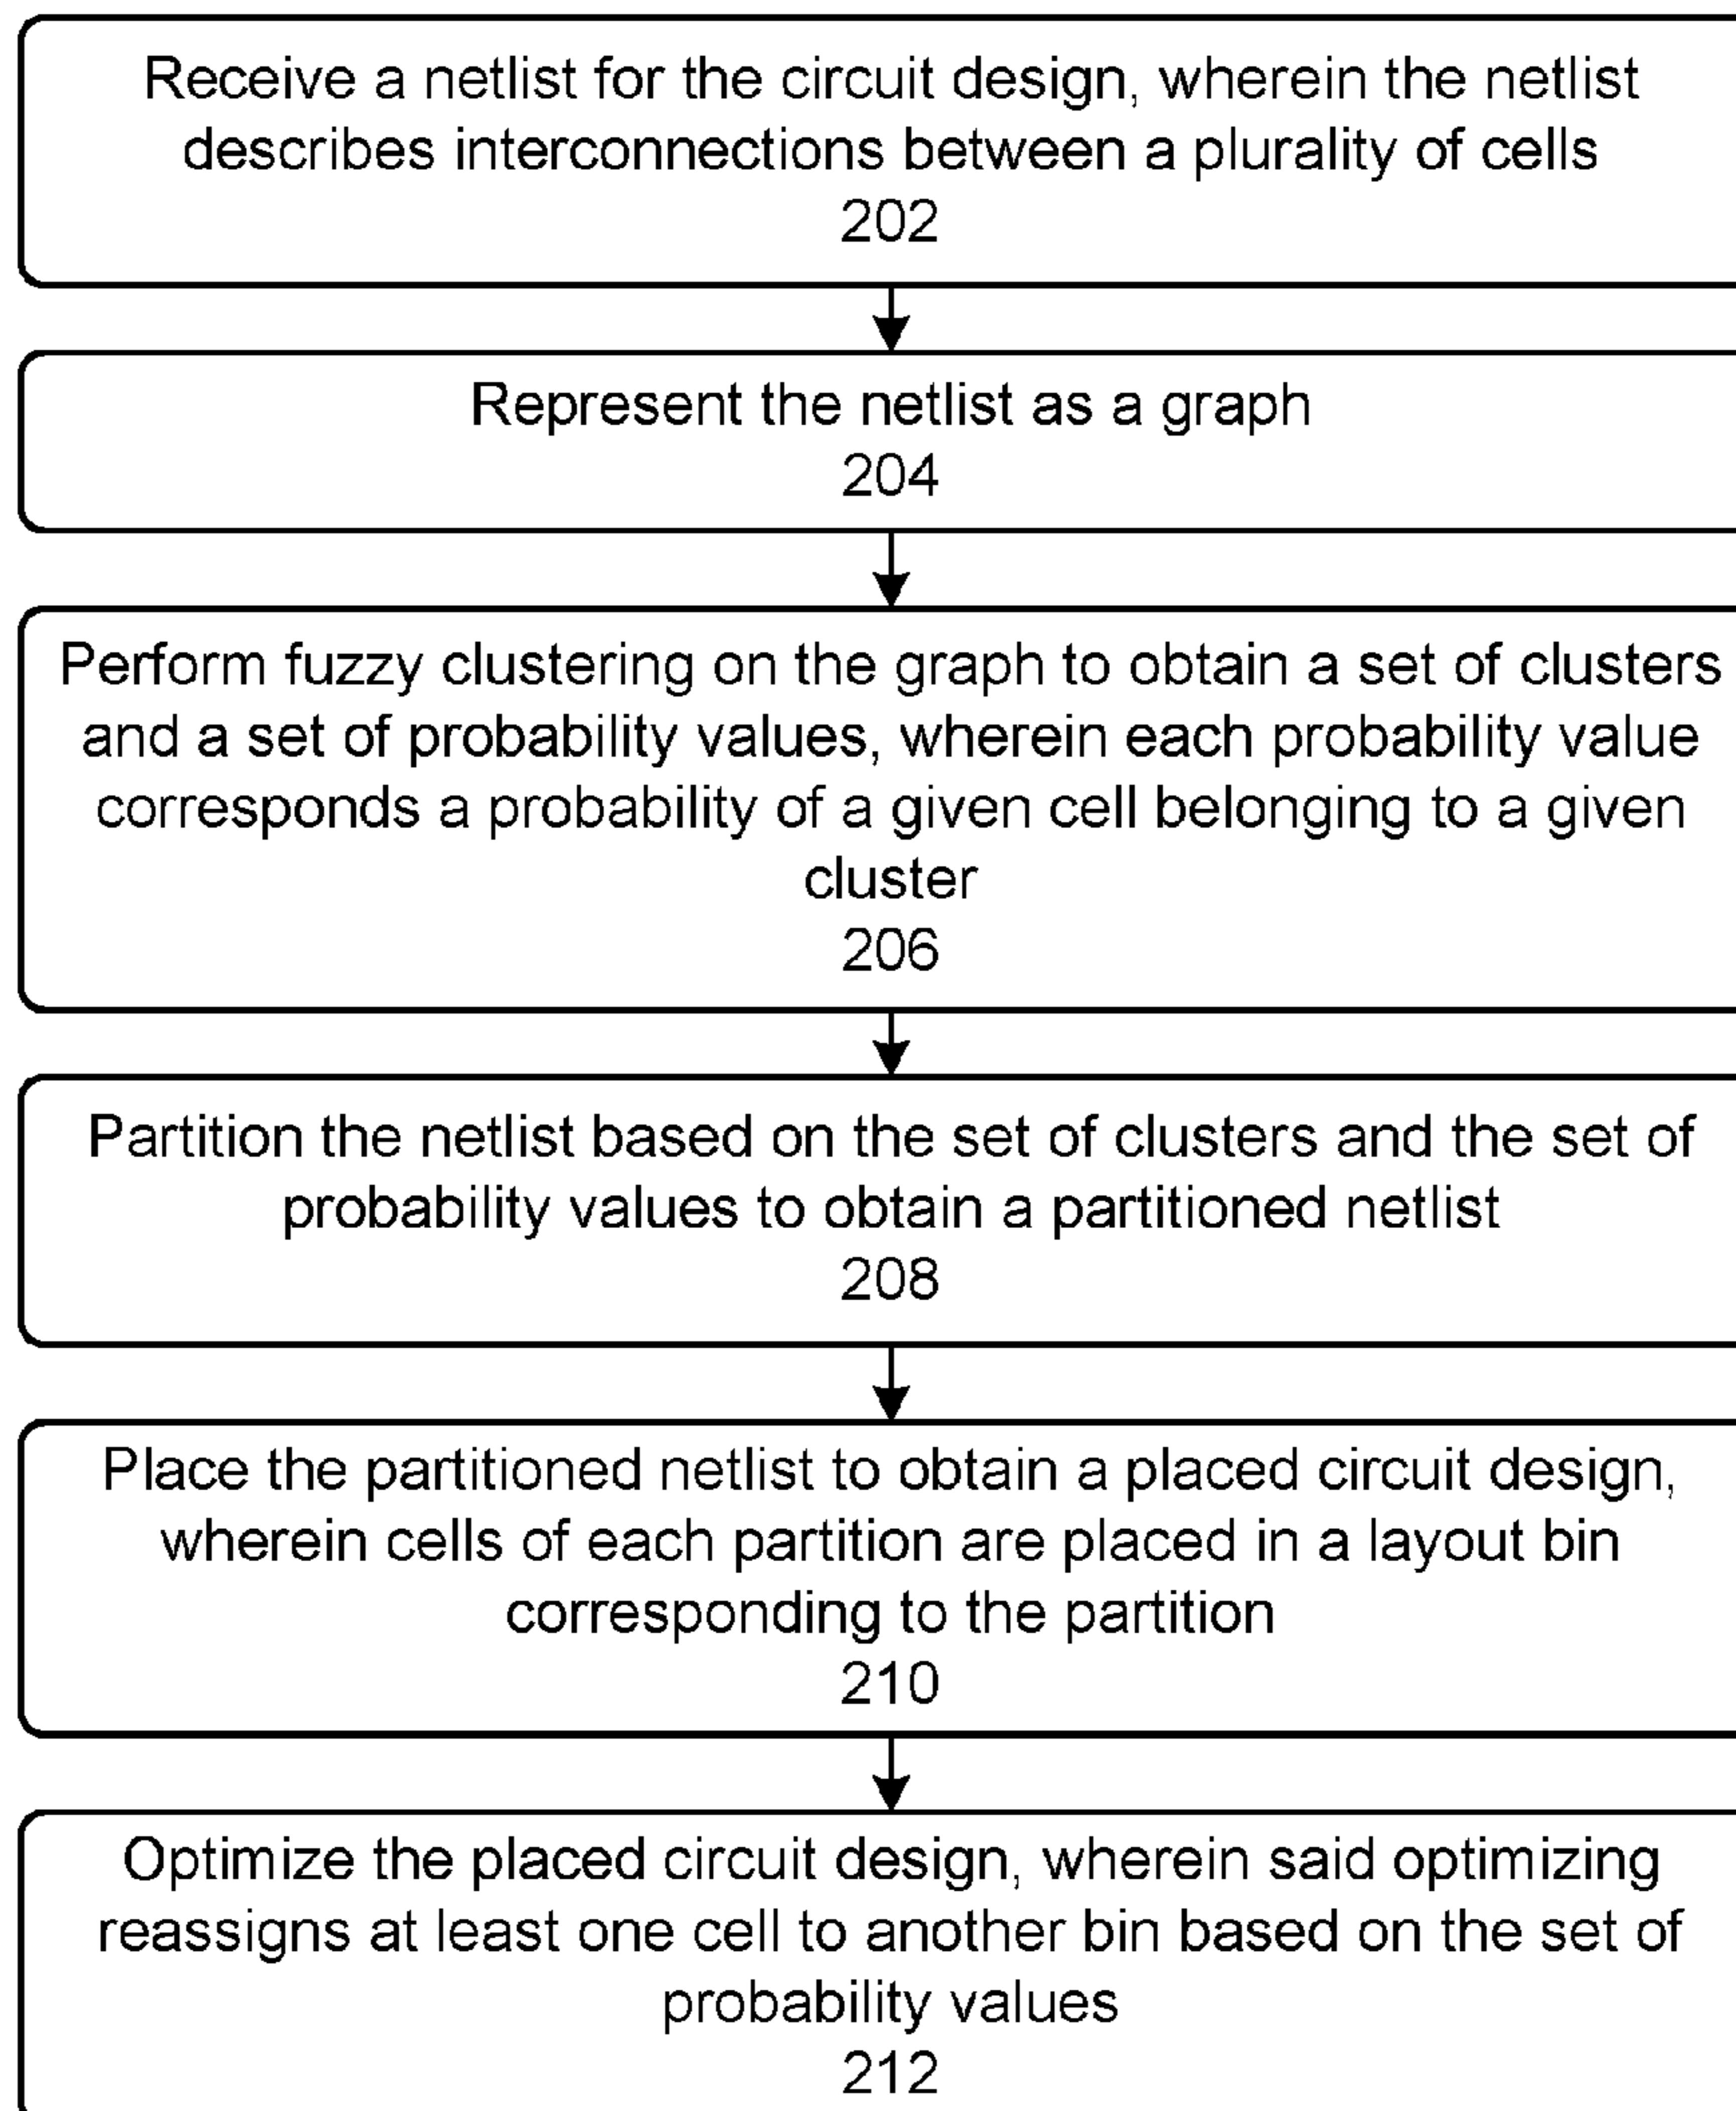 Receive a netlist for the circuit design, wherein the netlist
describes interconnections between a plurality of cells
202
Represent the netlist as a graph
204
Perform fuzzy clustering on the graph to obtain a set of clusters
and a set of probability values, wherein each probability value
corresponds a probability of a given cell belonging to a given
cluster
206
Partition the netlist based on the set of clusters and the set of
probability values to obtain a partitioned netlist
208
Place the partitioned netlist to obtain a placed circuit design,
wherein cells of each partition are placed in a layout bin
corresponding to the partition
210
Optimize the placed circuit design, wherein said optimizing
reassigns at least one cell to another bin based on the set of
probability values
212